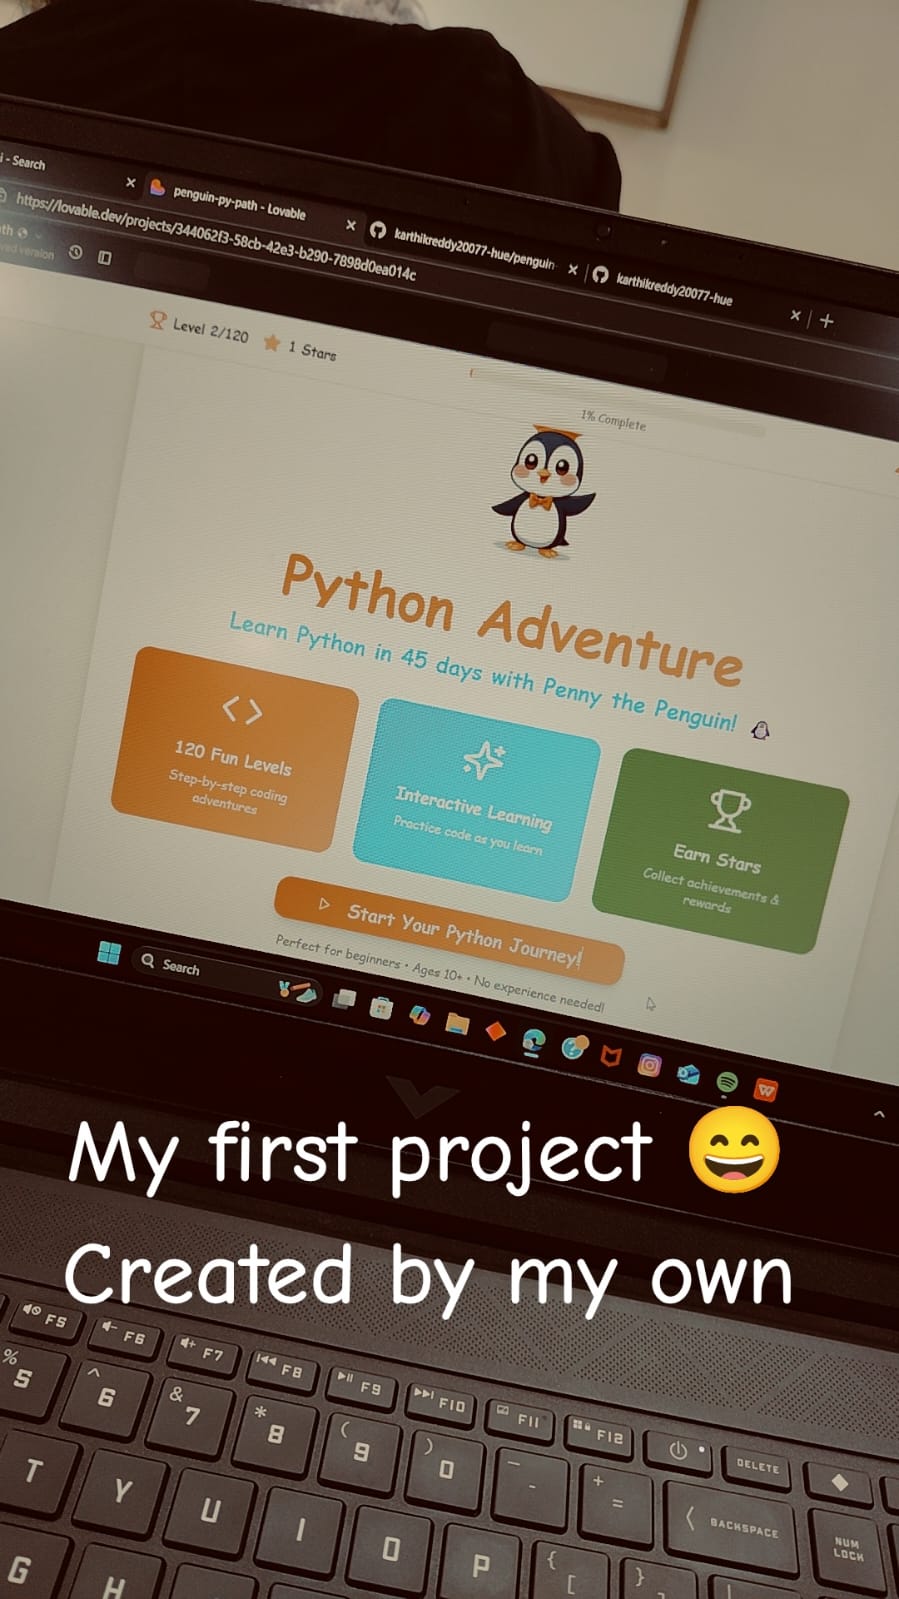 i - Search
penguin-py-path - Lovable
karthikreddy20077-hue/penguin-
karthikreddy20077-hue
https://lovable.dev/projects/344062f3-58cb-42e3-b290-7898d0ea014c
Level 2/120
1 Stars
1% Complete
Python Adventure
Learn Python in 45 days with Penny the Penguin! 🐧
120 Fun Levels
Step-by-step coding
adventures
Interactive Learning
Practice code as you learn
Earn Stars
Collect achievements &
rewards
Start Your Python Journey!
Perfect for beginners • Ages 10+ • No experience needed!
Search
My first project 😄
Created by my own
F5 F6 F7 F8 F9 F10 F11 F12 DELETE
% 5 ^ 6 & 7 * 8 ( 9 ) 0 _ - + = BACKSPACE NUM LOCK
T Y U I O P { [ }
G H